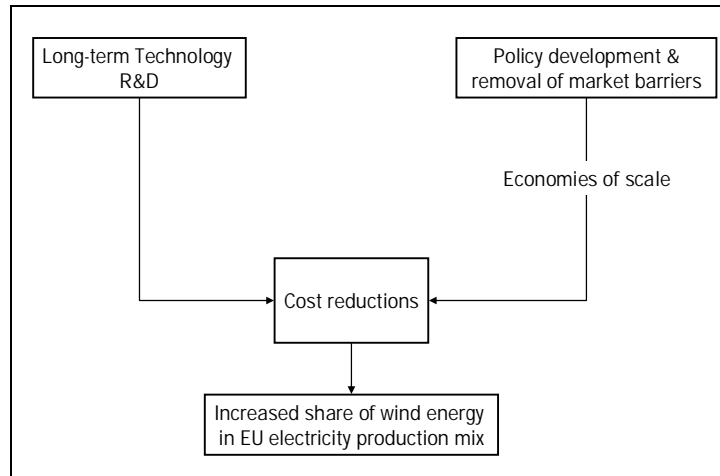 Long-term Technology
R&D
Policy development &
removal of market barriers
Economies of scale
Cost reductions
Increased share of wind energy
in EU electricity production mix